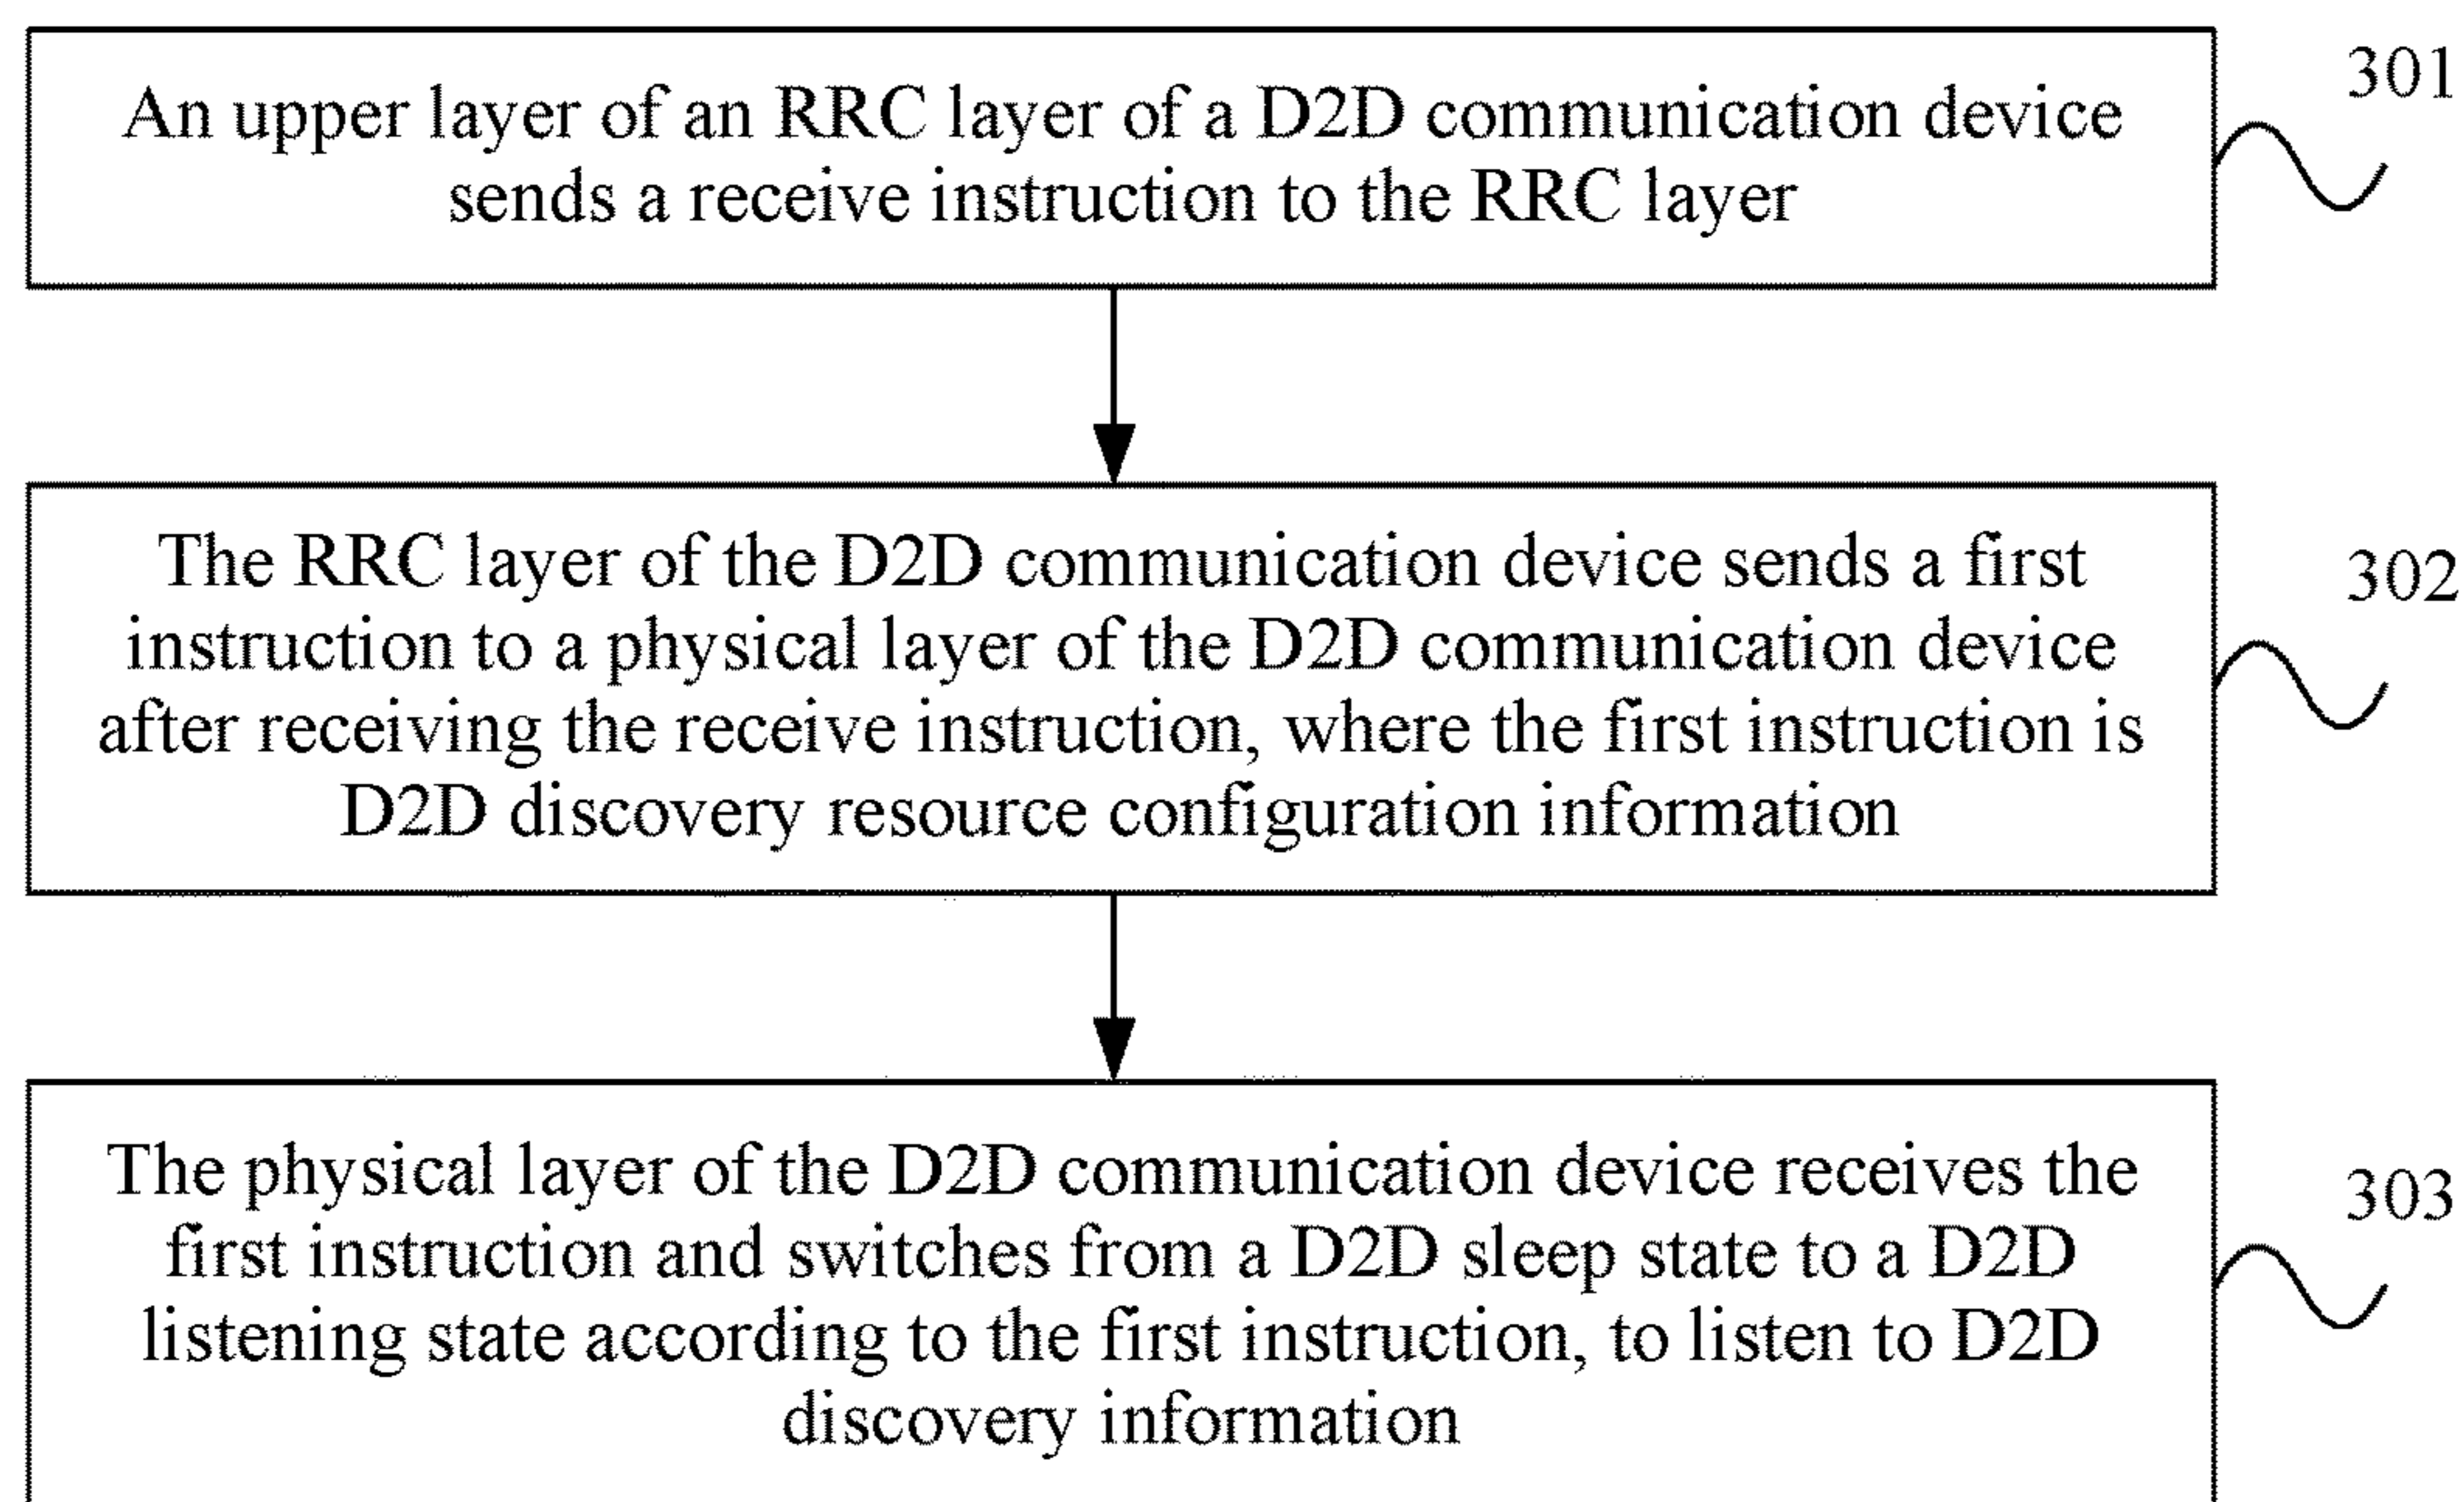 An upper layer of an RRC layer of a D2D communication device
sends a receive instruction to the RRC layer
301
The RRC layer of the D2D communication device sends a first
instruction to a physical layer of the D2D communication device
after receiving the receive instruction, where the first instruction is
D2D discovery resource configuration information
302
The physical layer of the D2D communication device receives the
first instruction and switches from a D2D sleep state to a D2D
listening state according to the first instruction, to listen to D2D
discovery information
303